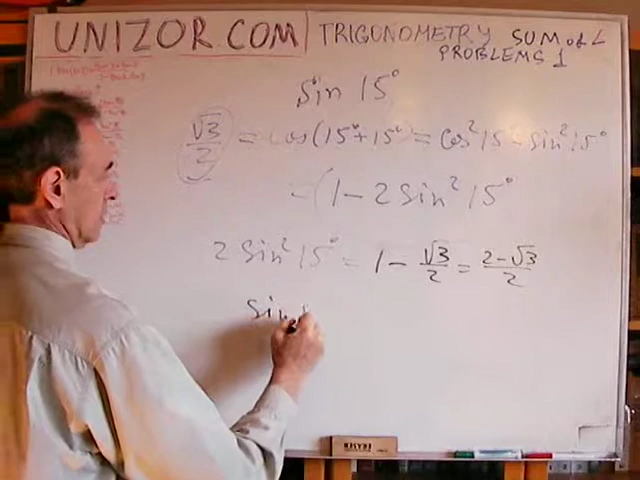 UNIZOR.COM | TRIGONOMETRY SUM of ∠
PROBLEMS 1
Sin 15°
√3/2 = cos(15°+15° = Cos²15 - Sin²15°
= (1 - 2 Sin² 15°
2 Sin² 15° = 1 - √3/2 = 2-√3/2
Sin